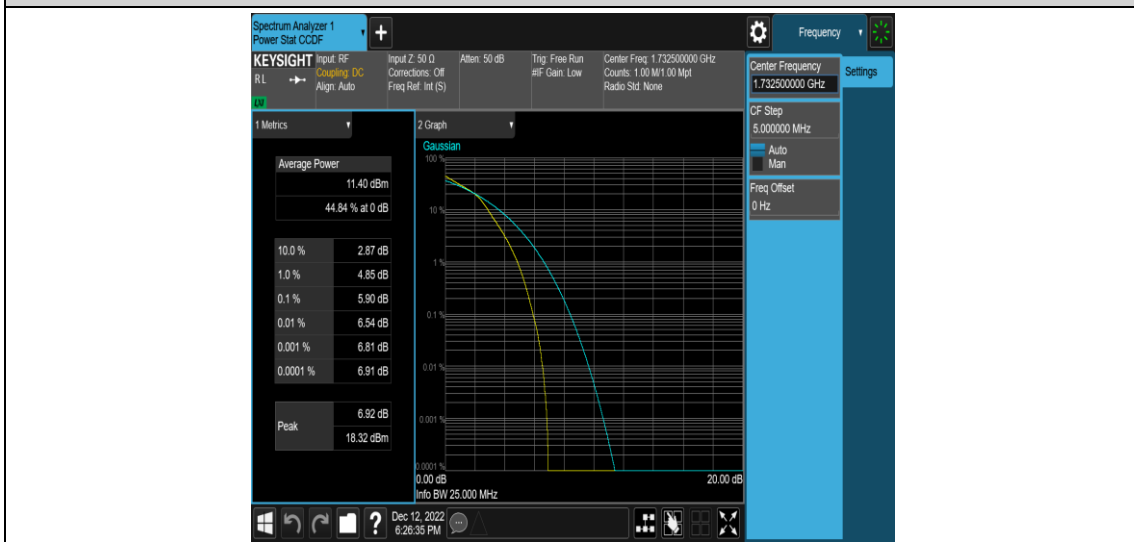 Spectrum Analyzer 1
Power Stat CCDF
+
Frequency
KEYSIGHT
RL
Input: RF
Coupling: DC
Align: Auto
Input Z: 50 Ω
Corrections: Off
Freq Ref: Int (S)
Atten: 50 dB
Trig: Free Run
#IF Gain: Low
Center Freq: 1.732500000 GHz
Counts: 1.00 M/1.00 Mpt
Radio Std: None
Center Frequency
1.732500000 GHz
Settings
CF Step
5.000000 MHz
Auto
Man
Freq Offset
0 Hz
1 Metrics
Average Power
11.40 dBm
44.84 % at 0 dB
10.0 % 2.87 dB
1.0 % 4.85 dB
0.1 % 5.90 dB
0.01 % 6.54 dB
0.001 % 6.81 dB
0.0001 % 6.91 dB
Peak
6.92 dB
18.32 dBm
2 Graph
Gaussian
100 %
10 %
1 %
0.1 %
0.01 %
0.001 %
0.0001 %
0.00 dB 20.00 dB
Info BW 25.000 MHz
?
Dec 12, 2022
6:26:35 PM